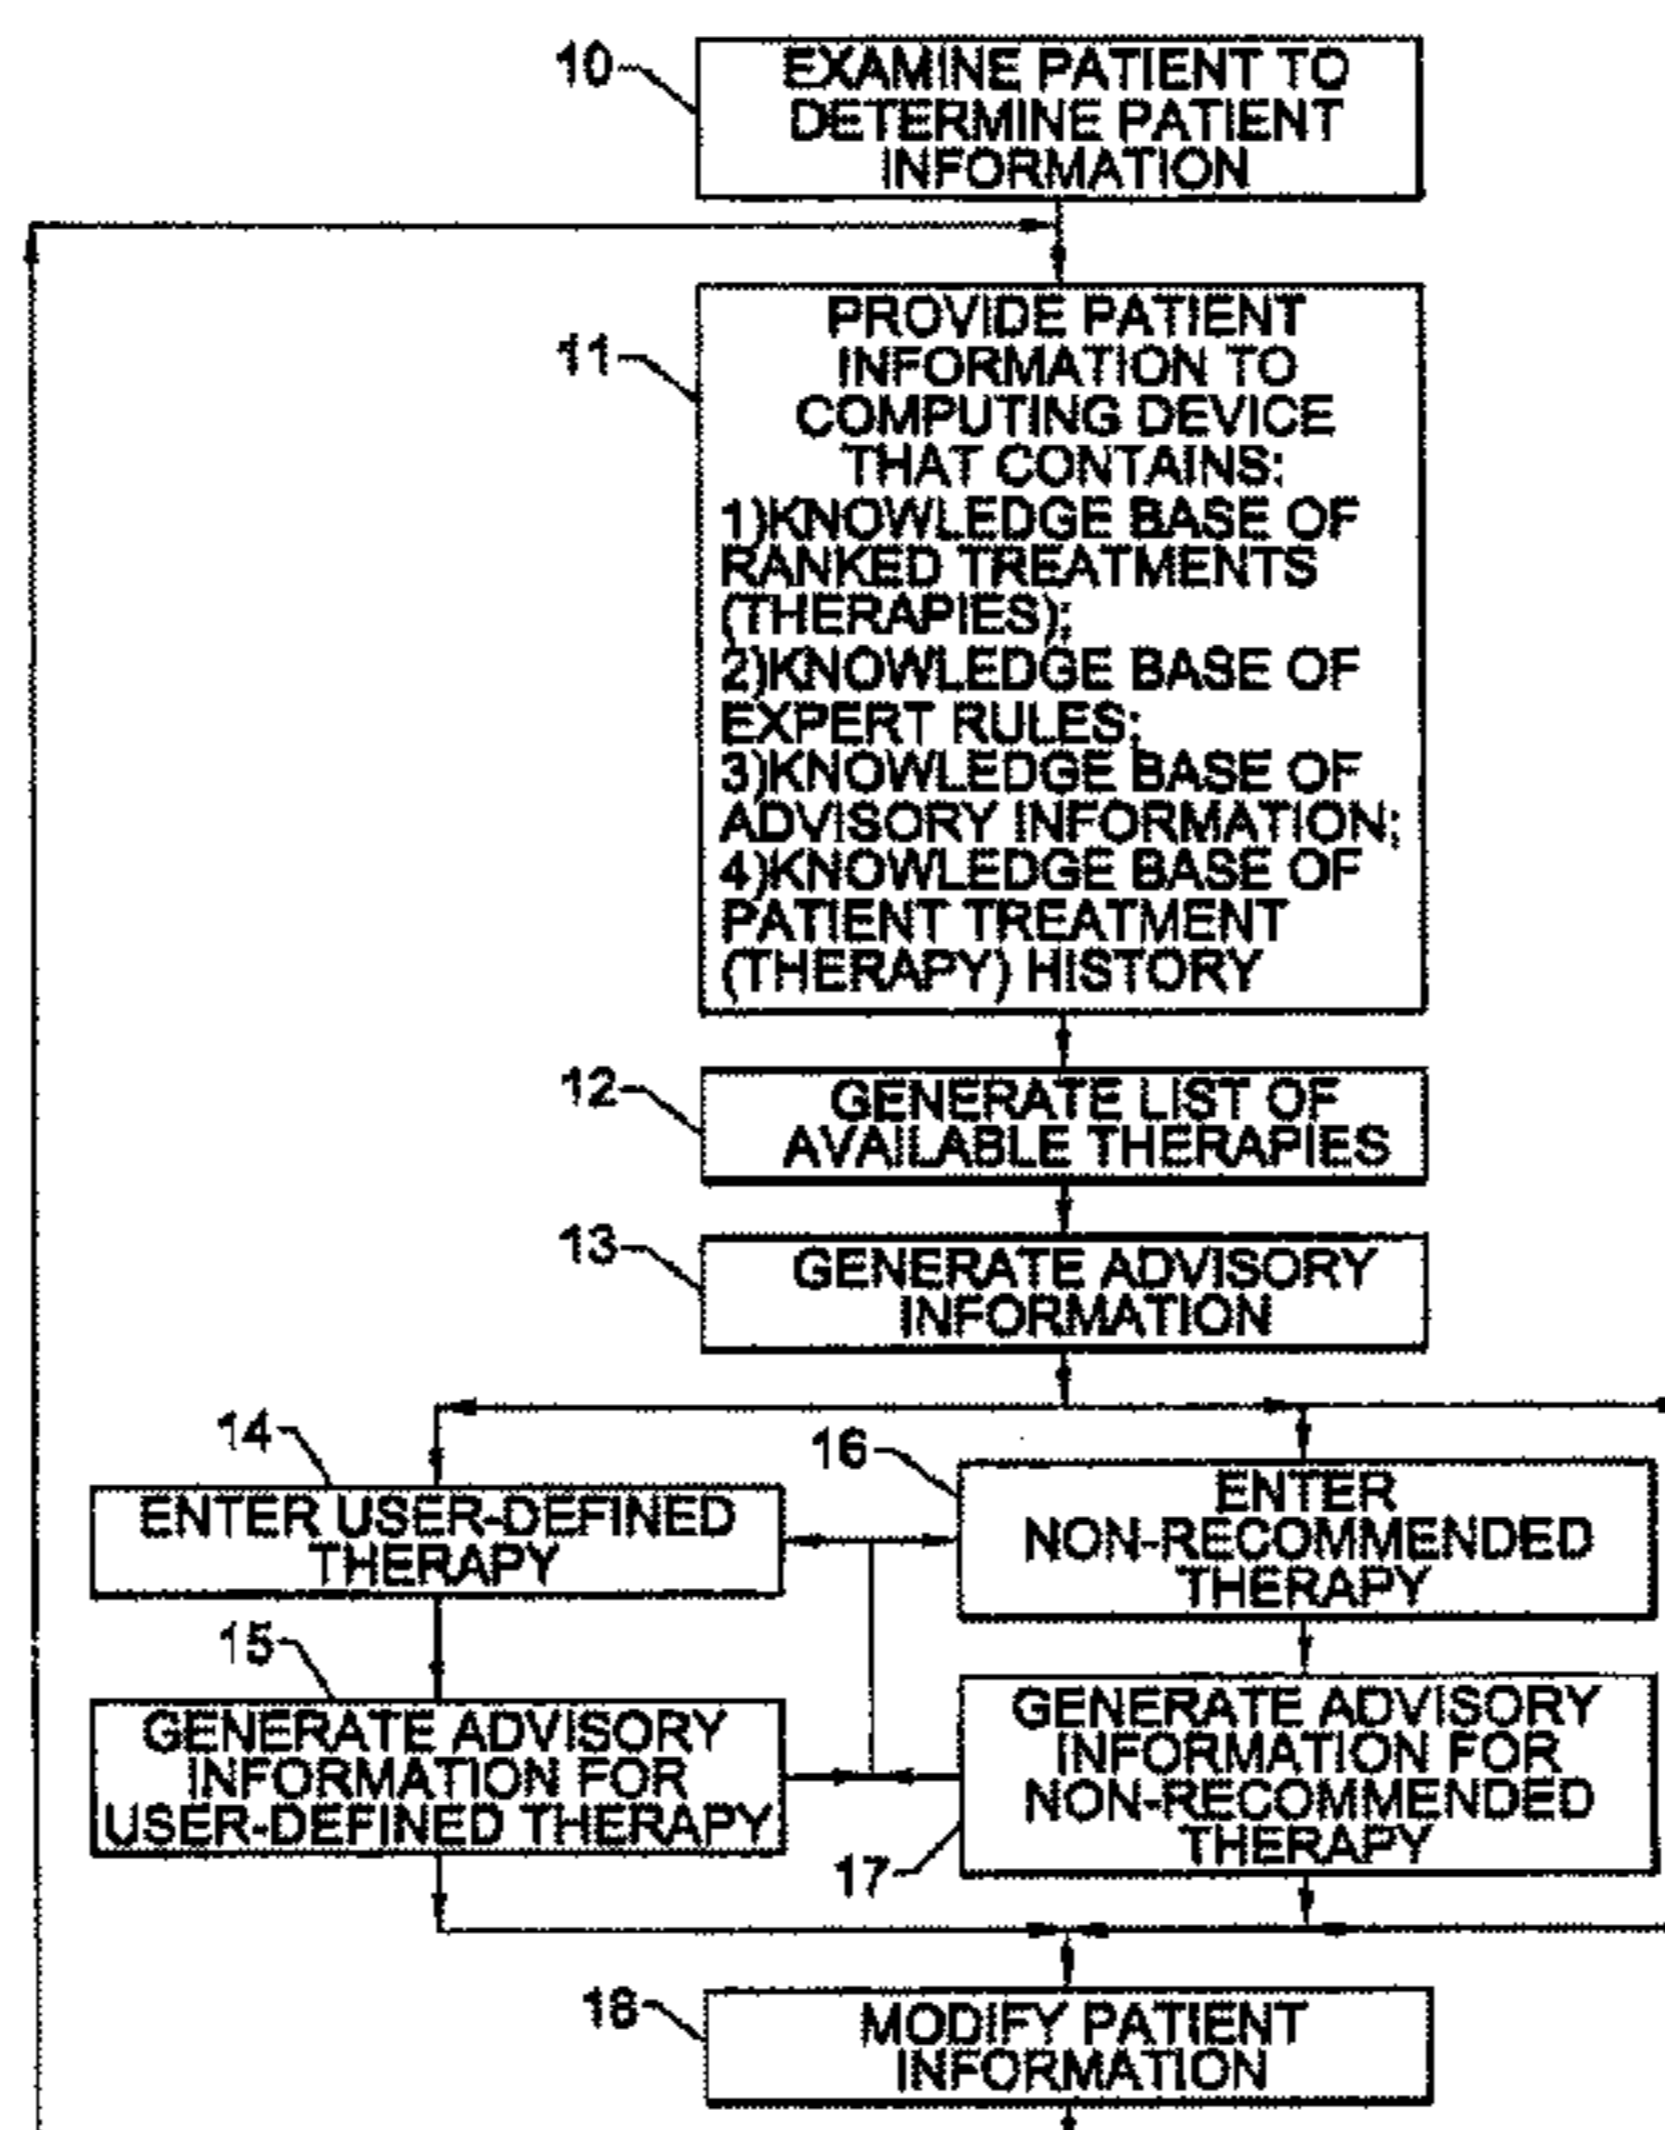 10
EXAMINE PATIENT TO
DETERMINE PATIENT
INFORMATION
11
PROVIDE PATIENT
INFORMATION TO
COMPUTING DEVICE
THAT CONTAINS:
1)KNOWLEDGE BASE OF
RANKED TREATMENTS
(THERAPIES);
2)KNOWLEDGE BASE OF
EXPERT RULES;
3)KNOWLEDGE BASE OF
ADVISORY INFORMATION;
4)KNOWLEDGE BASE OF
PATIENT TREATMENT
(THERAPY) HISTORY
12
GENERATE LIST OF
AVAILABLE THERAPIES
13
GENERATE ADVISORY
INFORMATION
14
ENTER USER-DEFINED
THERAPY
15
GENERATE ADVISORY
INFORMATION FOR
USER-DEFINED THERAPY
16
ENTER
NON-RECOMMENDED
THERAPY
GENERATE ADVISORY
INFORMATION FOR
NON-RECOMMENDED
THERAPY
17
18
MODIFY PATIENT
INFORMATION